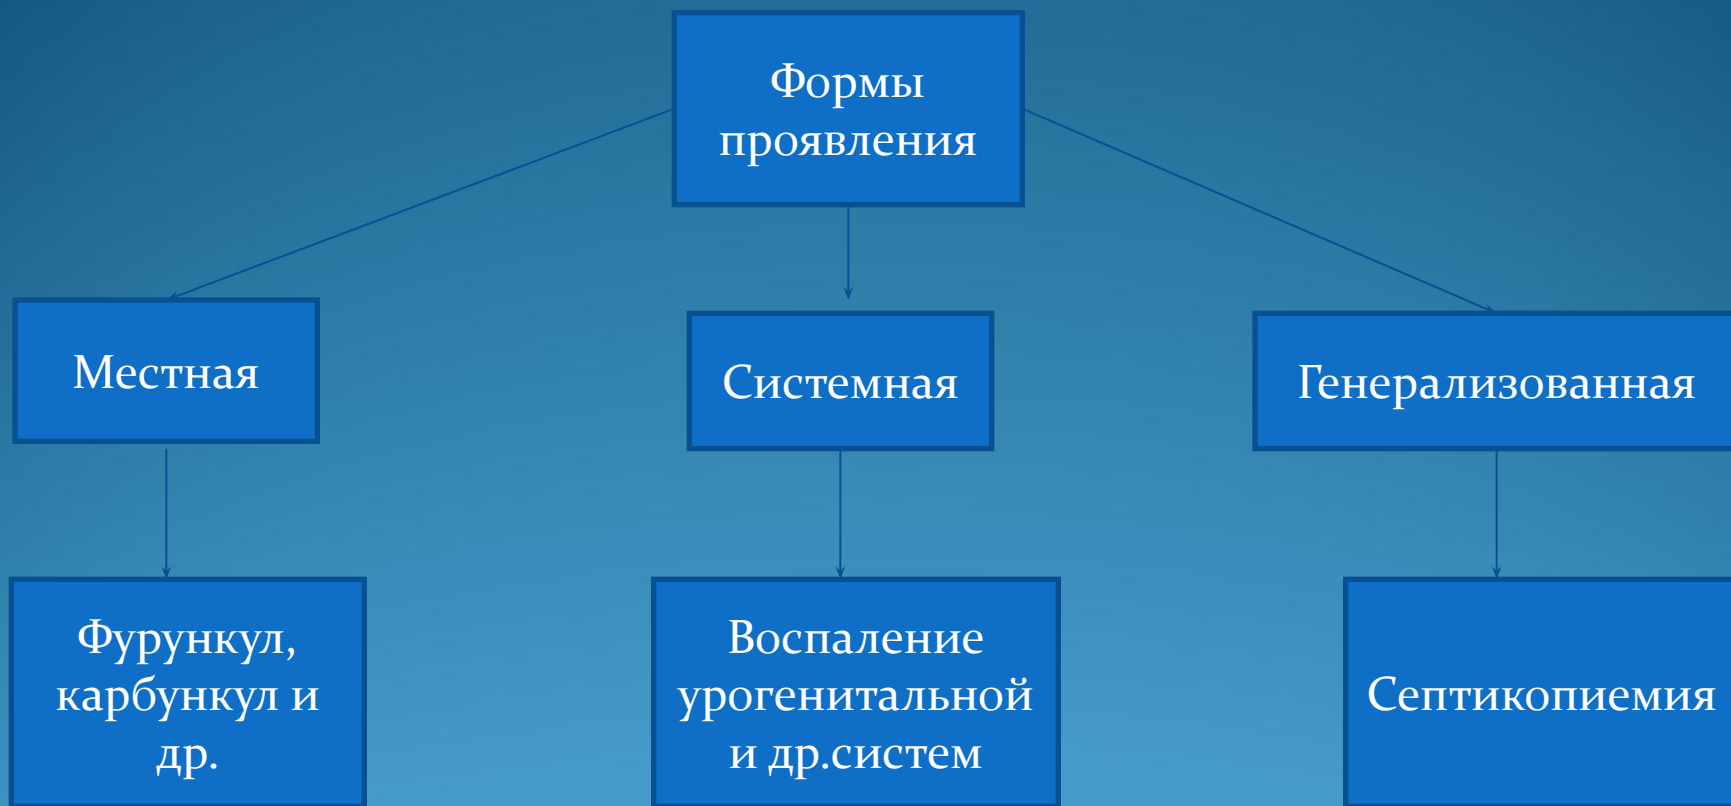 Формы
проявления
Местная
Системная
Генерализованная
Фурункул,
карбункул и
др.
Воспаление
урогенитальной
и др.систем
Септикопиемия